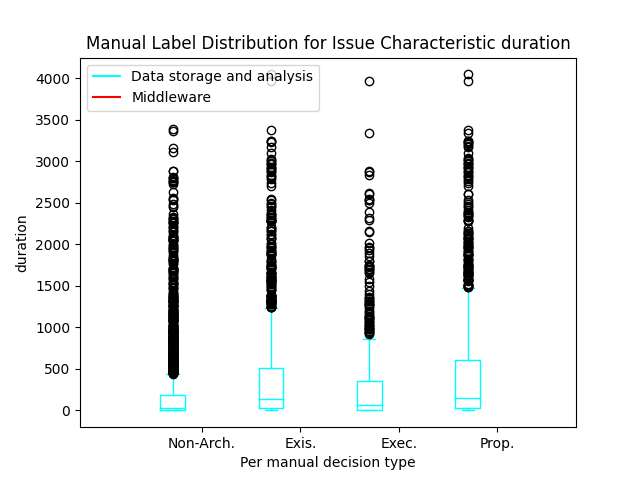 Manual Label Distribution for Issue Characteristic duration
Data storage and analysis
Middleware
4000
3500
3000
2500
2000
1500
1000
500
0
duration
Non-Arch.
Exis.
Exec.
Prop.
Per manual decision type